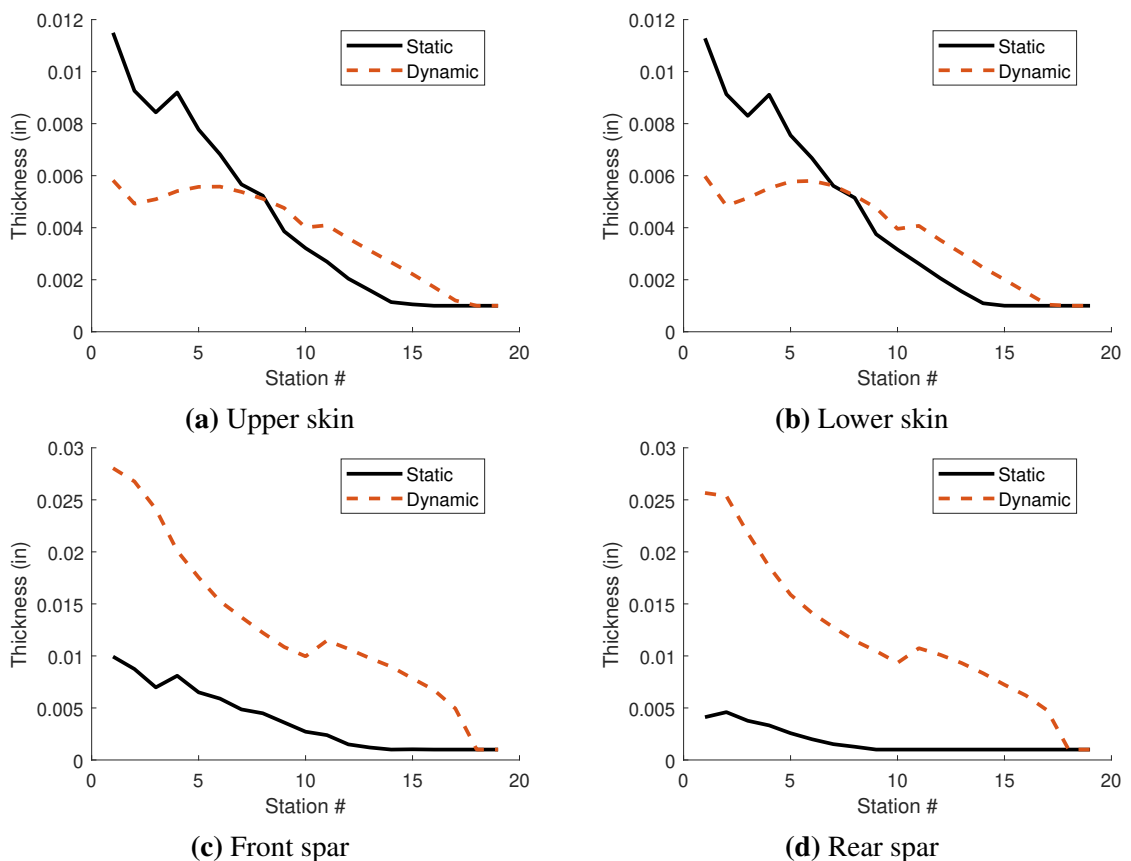 0.012
0.01
0.008
0.006
0.004
0.002
0
Thickness (in)
Static
Dynamic
0 5 10 15 20
Station #
(a) Upper skin
0.012
0.01
0.008
0.006
0.004
0.002
0
Thickness (in)
Static
Dynamic
0 5 10 15 20
Station #
(b) Lower skin
0.03
0.025
0.02
0.015
0.01
0.005
0
Thickness (in)
Static
Dynamic
0 5 10 15 20
Station #
(c) Front spar
0.03
0.025
0.02
0.015
0.01
0.005
0
Thickness (in)
Static
Dynamic
0 5 10 15 20
Station #
(d) Rear spar